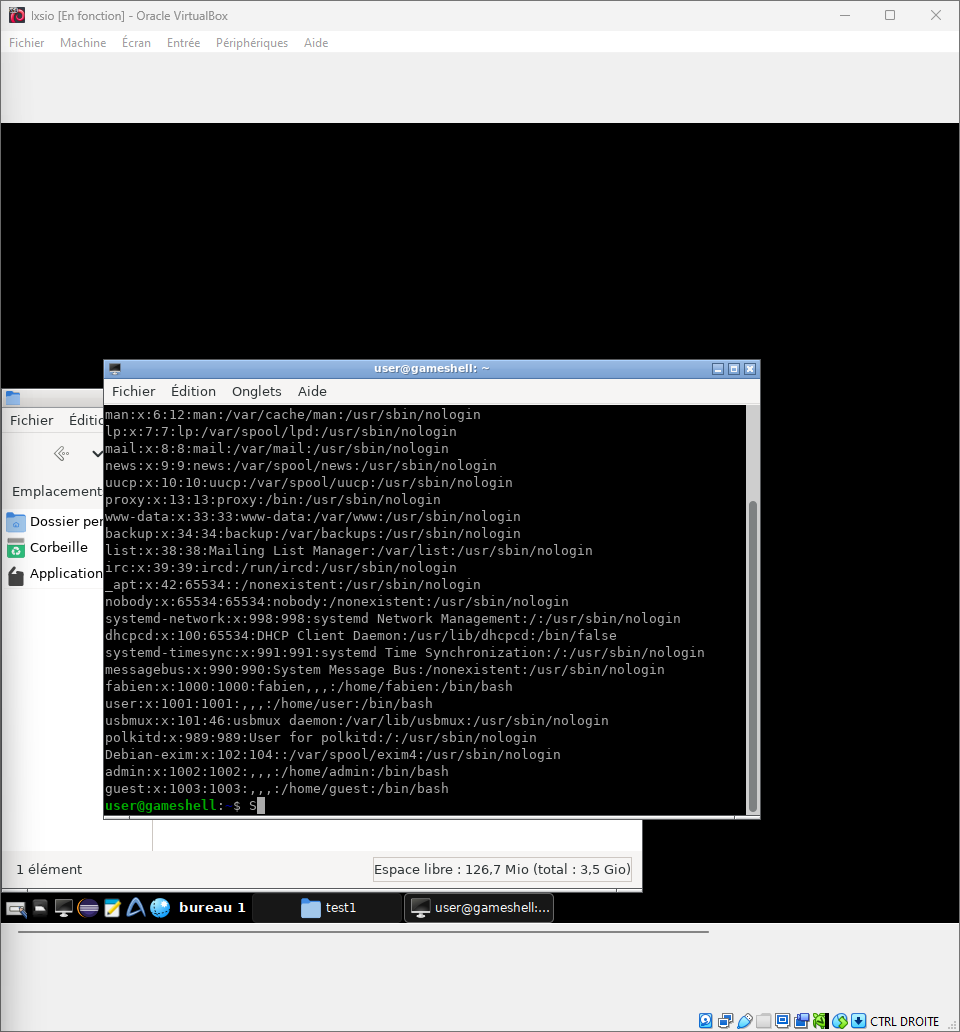 lxsio [En fonction] - Oracle VirtualBox
Fichier Machine Écran Entrée Périphériques Aide
user@gameshell: ~
Fichier Édition Onglets Aide
Fichier
Emplacement
Dossier
Corbeille
Application
man:x:6:12:man:/var/cache/man:/usr/sbin/nologin
lp:x:7:7:lp:/var/spool/lpd:/usr/sbin/nologin
mail:x:8:8:mail:/var/mail:/usr/sbin/nologin
news:x:9:9:news:/var/spool/news:/usr/sbin/nologin
uucp:x:10:10:uucp:/var/spool/uucp:/usr/sbin/nologin
proxy:x:13:13:proxy:/bin:/usr/sbin/nologin
www-data:x:33:33:www-data:/var/www:/usr/sbin/nologin
backup:x:34:34:backup:/var/backups:/usr/sbin/nologin
list:x:38:38:Mailing List Manager:/var/list:/usr/sbin/nologin
irc:x:39:39:ircd:/run/ircd:/usr/sbin/nologin
_apt:x:42:65534::/nonexistent:/usr/sbin/nologin
nobody:x:65534:65534:nobody:/nonexistent:/usr/sbin/nologin
systemd-network:x:998:998:systemd Network Management:/:/usr/sbin/nologin
dhcpcd:x:100:65534:DHCP Client Daemon:/usr/lib/dhcpcd:/bin/false
systemd-timesync:x:991:991:systemd Time Synchronization:/:/usr/sbin/nologin
messagebus:x:990:990:System Message Bus:/nonexistent:/usr/sbin/nologin
fabien:x:1000:1000:fabien,,,:/home/fabien:/bin/bash
user:x:1001:1001:,,,:/home/user:/bin/bash
usbmux:x:101:46:usbmux daemon:/var/lib/usbmux:/usr/sbin/nologin
polkitd:x:989:989:User for polkitd:/:/usr/sbin/nologin
Debian-exim:x:102:104::/var/spool/exim4:/usr/sbin/nologin
admin:x:1002:1002:,,,:/home/admin:/bin/bash
guest:x:1003:1003:,,,:/home/guest:/bin/bash
user@gameshell:~$ S
1 élément
Espace libre : 126,7 Mio (total : 3,5 Gio)
bureau 1 test1 user@gameshell:...
CTRL DROITE